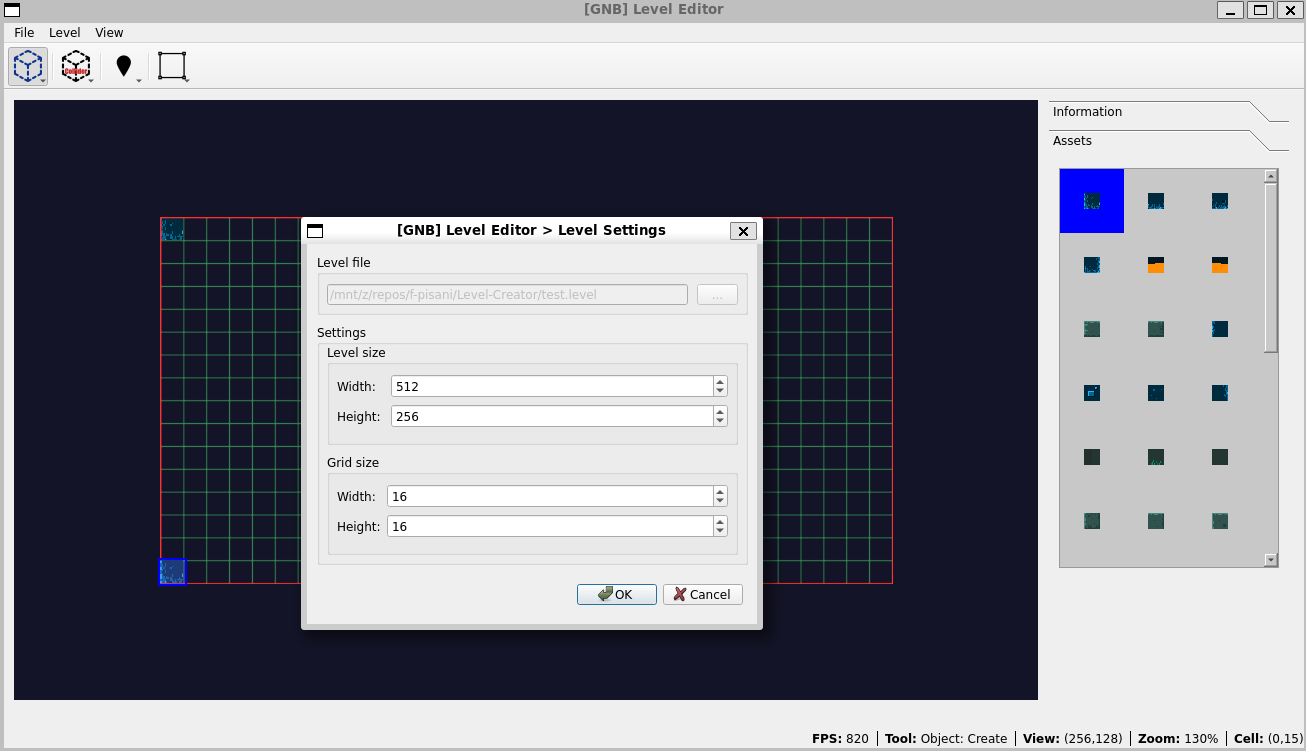 [GNB] Level Editor
File Level View
Collider
Information
Assets
[GNB] Level Editor > Level Settings
Level file
/mnt/z/repos/f-pisani/Level-Creator/test.level ...
Settings
Level size
Width: 512
Height: 256
Grid size
Width: 16
Height: 16
OK Cancel
FPS: 820 Tool: Object: Create View: (256,128) Zoom: 130% Cell: (0,15)